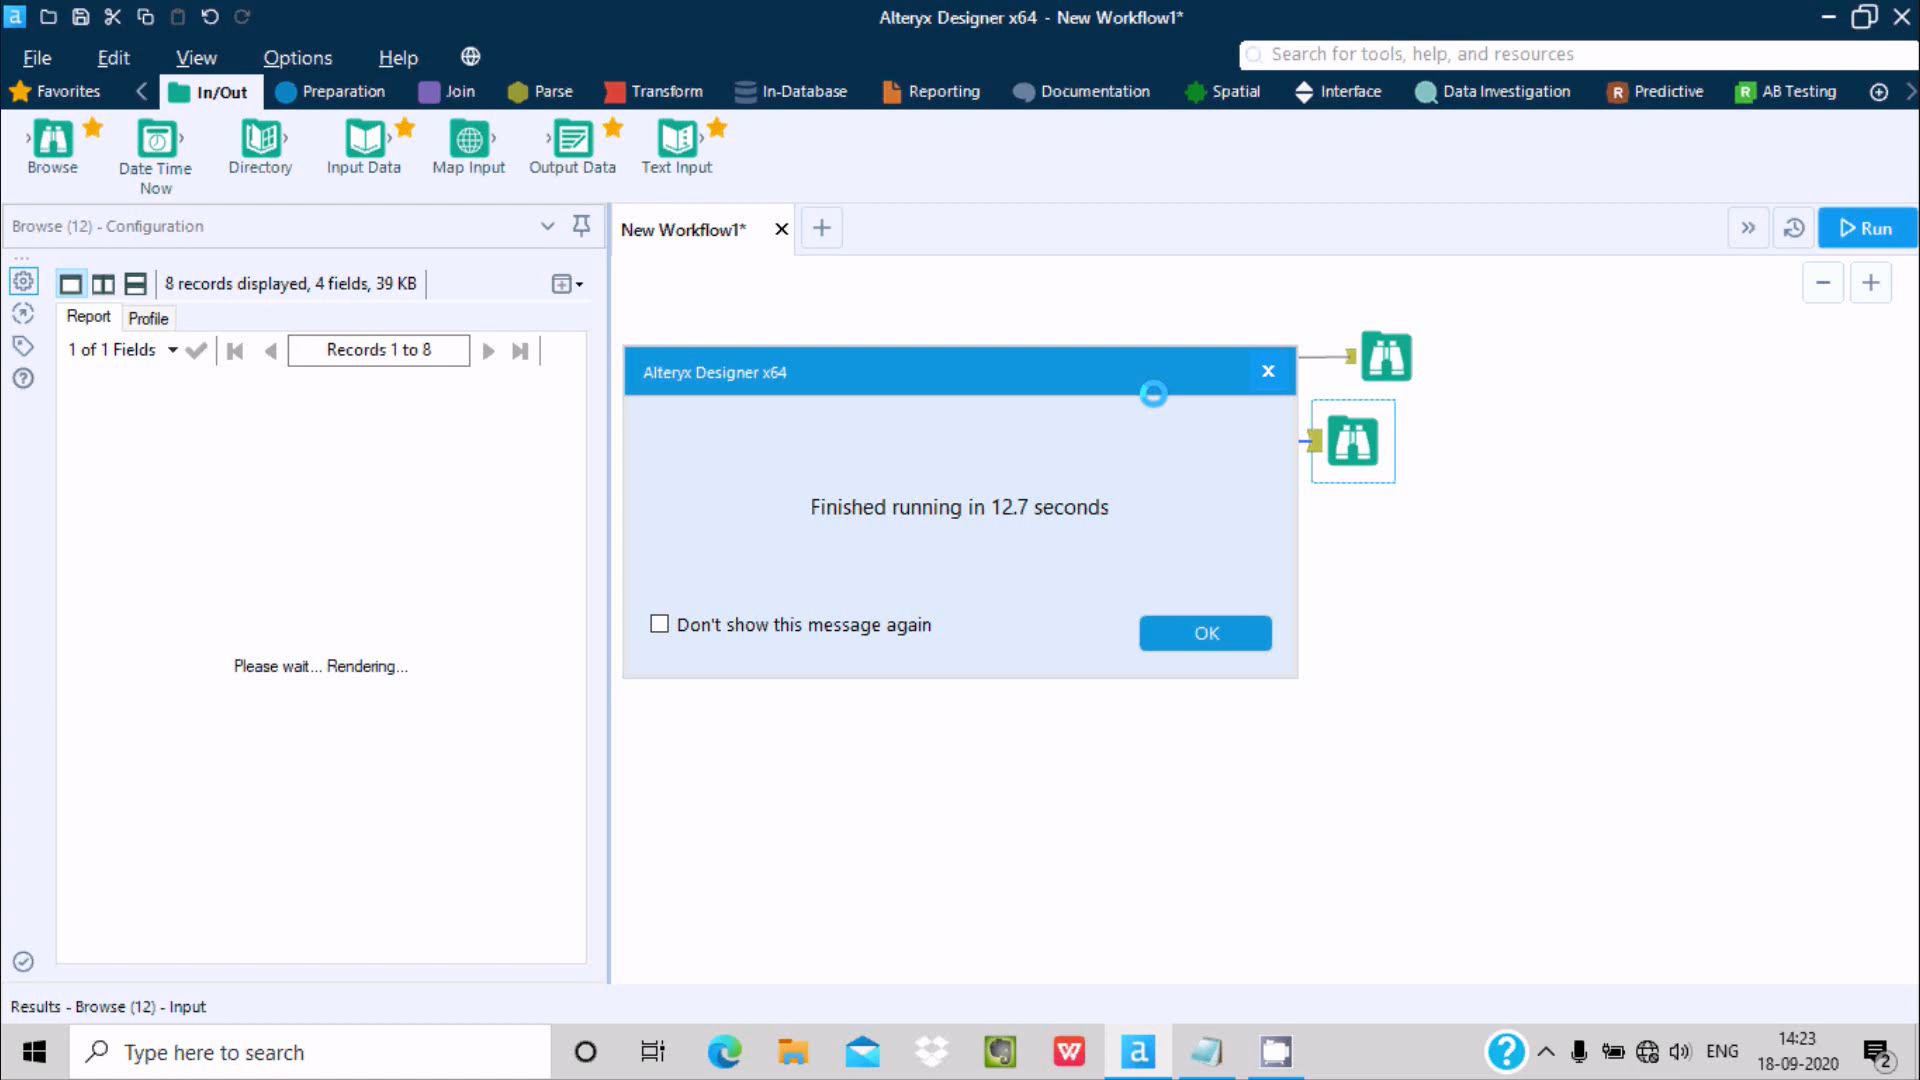 Alteryx Designer x64 - New Workflow1*
File Edit View Options Help
Search for tools, help, and resources
Favorites In/Out Preparation Join Parse Transform In-Database Reporting Documentation Spatial Interface Data Investigation Predictive AB Testing
Browse Date Time Now Directory Input Data Map Input Output Data Text Input
Browse (12) - Configuration
New Workflow1*
Run
8 records displayed, 4 fields, 39 KB
Report Profile
1 of 1 Fields Records 1 to 8
Alteryx Designer x64
Finished running in 12.7 seconds
Don't show this message again
OK
Please wait... Rendering...
Results - Browse (12) - Input
Type here to search
ENG
14:23
18-09-2020
2